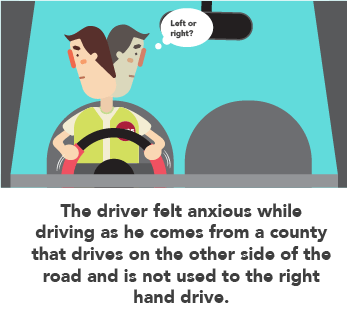 Left or
right?
The driver felt anxious while
driving as he comes from a county
that drives on the other side of the
road and is not used to the right
hand drive.